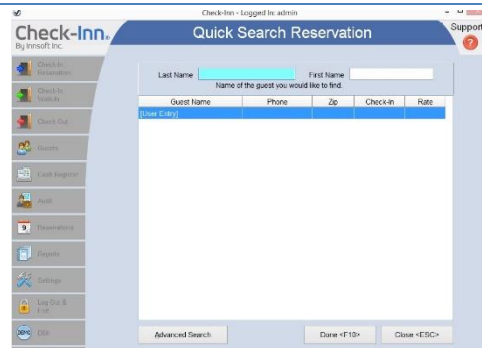 Check-Inn - Logged In: admin
Check-Inn.
By Innsoft Inc.
Quick Search Reservation
Support
Check-In
Reservation
Last Name
First Name
Name of the guest you would like to find.
Check-In
Guest Name Phone Zip Check-In Rate
[User Entry]
Check Out
Guests
Cash Register
Audit
9 Reservations
Reports
Settings
Log Out &
Advanced Search
Done <F10>
Close <ESC>